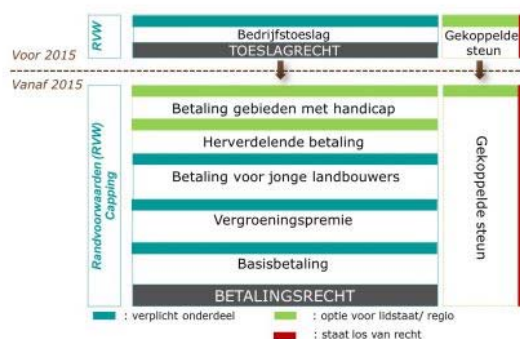 RVW
Bedrijfstoeslag
TOESLAGRECHT
Gekoppelde
steun
Voor 2015
Vanaf 2015
Randvoorwaarden (RVW)
Capping
Betaling gebieden met handicap
Herverdelende betaling
Betaling voor jonge landbouwers
Vergroeningspremie
Basisbetaling
BETALINGSRECHT
Gekoppelde steun
: verplicht onderdeel
: optie voor lidstaat/ regio
: staat los van recht